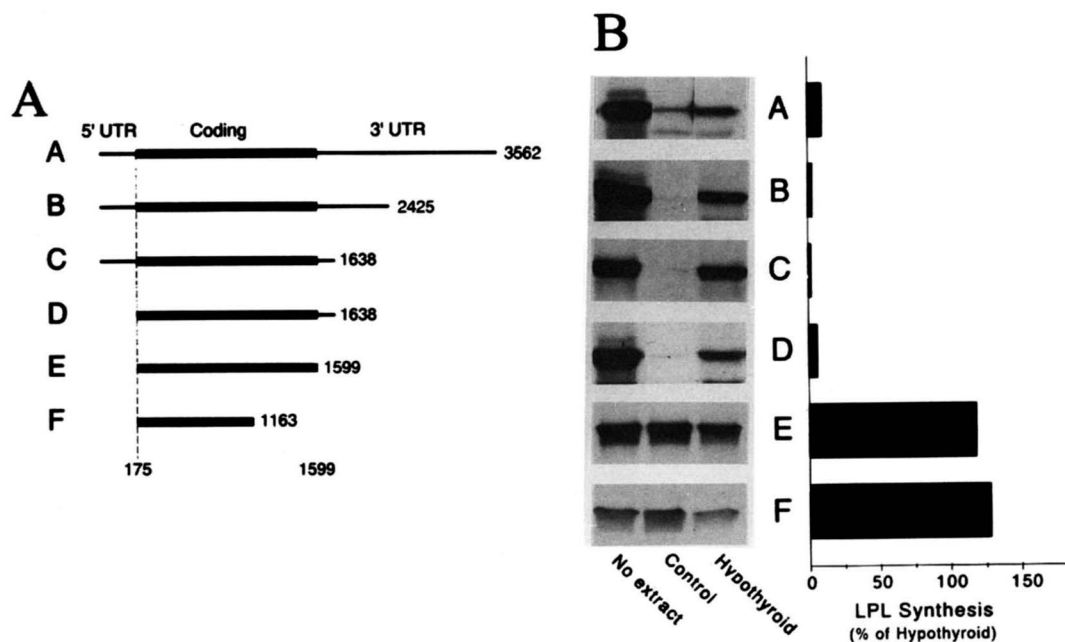 A
5' UTR Coding 3' UTR
A 3562
B 2425
C 1638
D 1638
E 1599
F 1163
175 1599
B
A
B
C
D
E
F
No extract Control Hypothyroid
0 50 100 150
LPL Synthesis
(% of Hypothyroid)